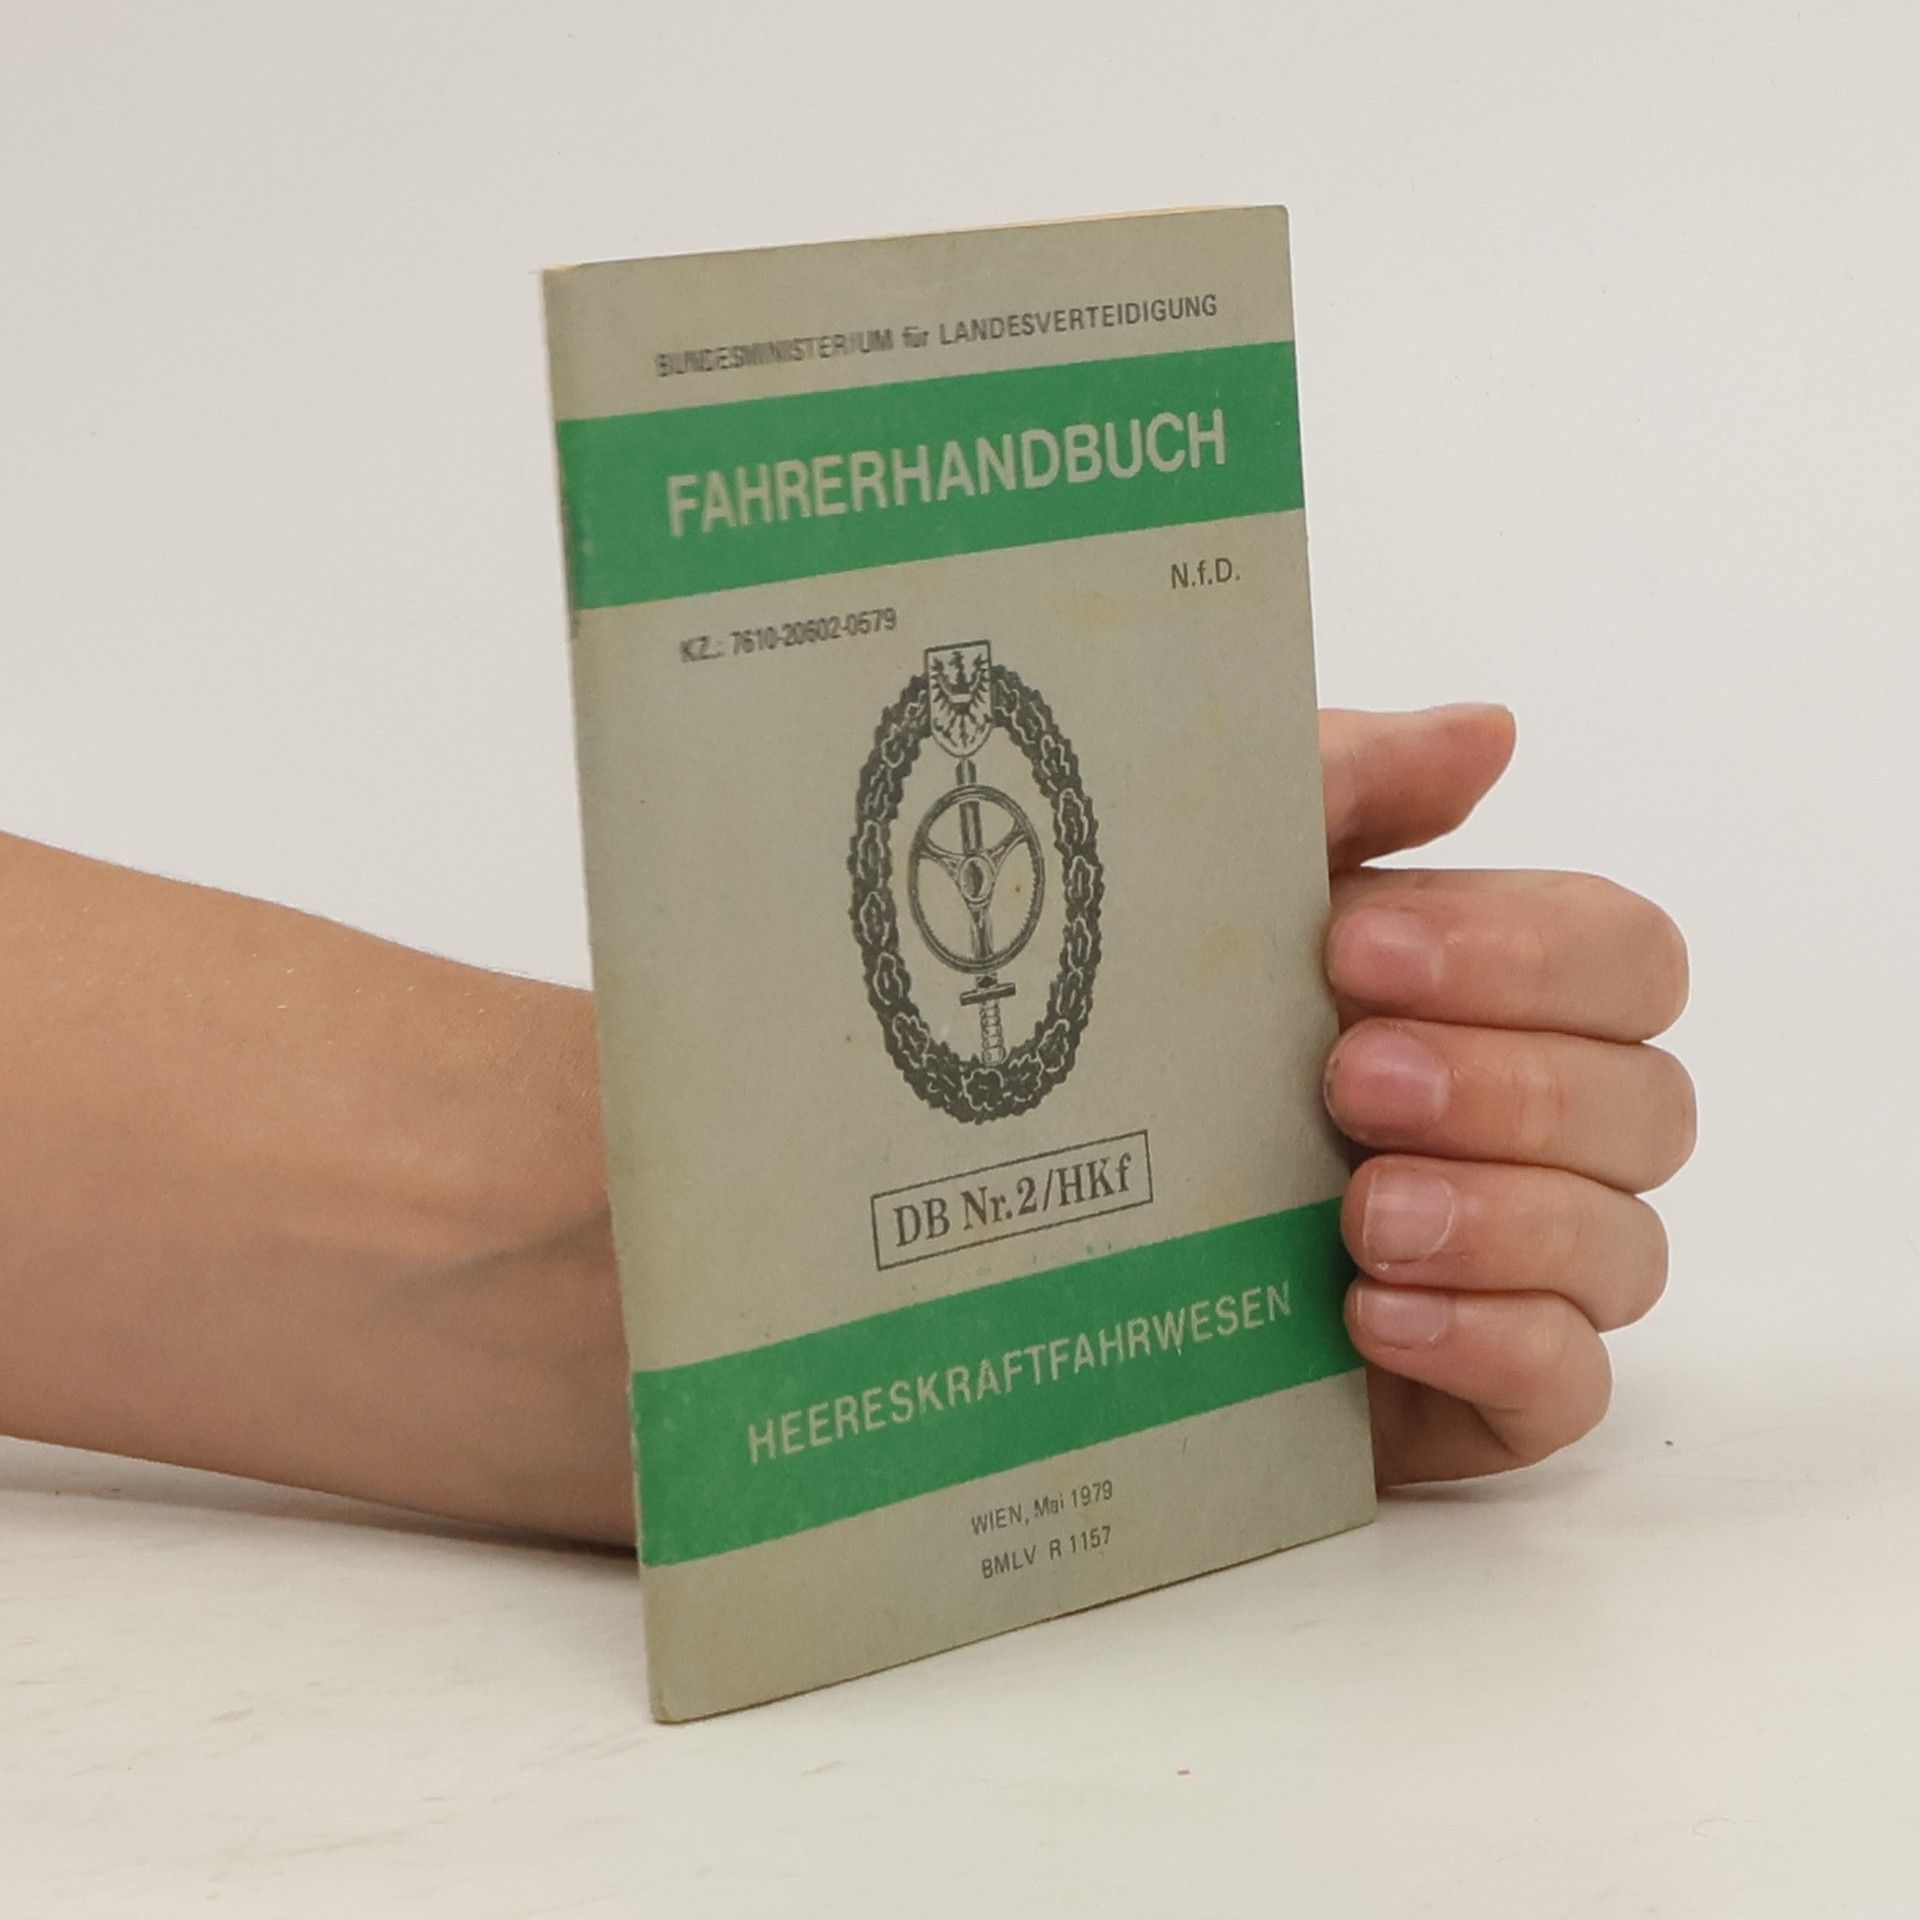 BUNDESMINISTERIUM für LANDESVERTEIDIGUNG
FAHRERHANDBUCH
N.f.D.
KZ.: 7610-20602-0579
DB Nr.2/HKf
HEERESKRAFTFAHRWESEN
WIEN, Mai 1979
BMLV R 1157